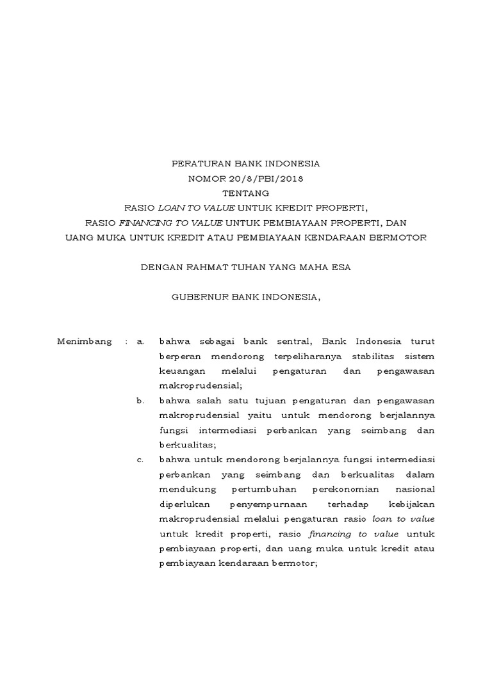 PERATURAN BANK INDONESIA
NOMOR 20/8/PBI/2018
TENTANG
RASIO LOAN TO VALUE UNTUK KREDIT PROPERTI,
RASIO FINANCING TO VALUE UNTUK PEMBIAYAAN PROPERTI, DAN
UANG MUKA UNTUK KREDIT ATAU PEMBIAYAAN KENDARAAN BERMOTOR
DENGAN RAHMAT TUHAN YANG MAHA ESA
GUBERNUR BANK INDONESIA,
Menimbang : a. bahwa sebagai bank sentral, Bank Indonesia turut
berperan mendorong terpeliharanya stabilitas sistem
keuangan melalui pengaturan dan pengawasan
makroprudensial;
b. bahwa salah satu tujuan pengaturan dan pengawasan
makroprudensial yaitu untuk mendorong berjalannya
fungsi intermediasi perbankan yang seimbang dan
berkualitas;
c. bahwa untuk mendorong berjalannya fungsi intermediasi
perbankan yang seimbang dan berkualitas dalam
mendukung pertumbuhan perekonomian nasional
diperlukan penyempurnaan terhadap kebijakan
makroprudensial melalui pengaturan rasio loan to value
untuk kredit properti, rasio financing to value untuk
pembiayaan properti, dan uang muka untuk kredit atau
pembiayaan kendaraan bermotor;